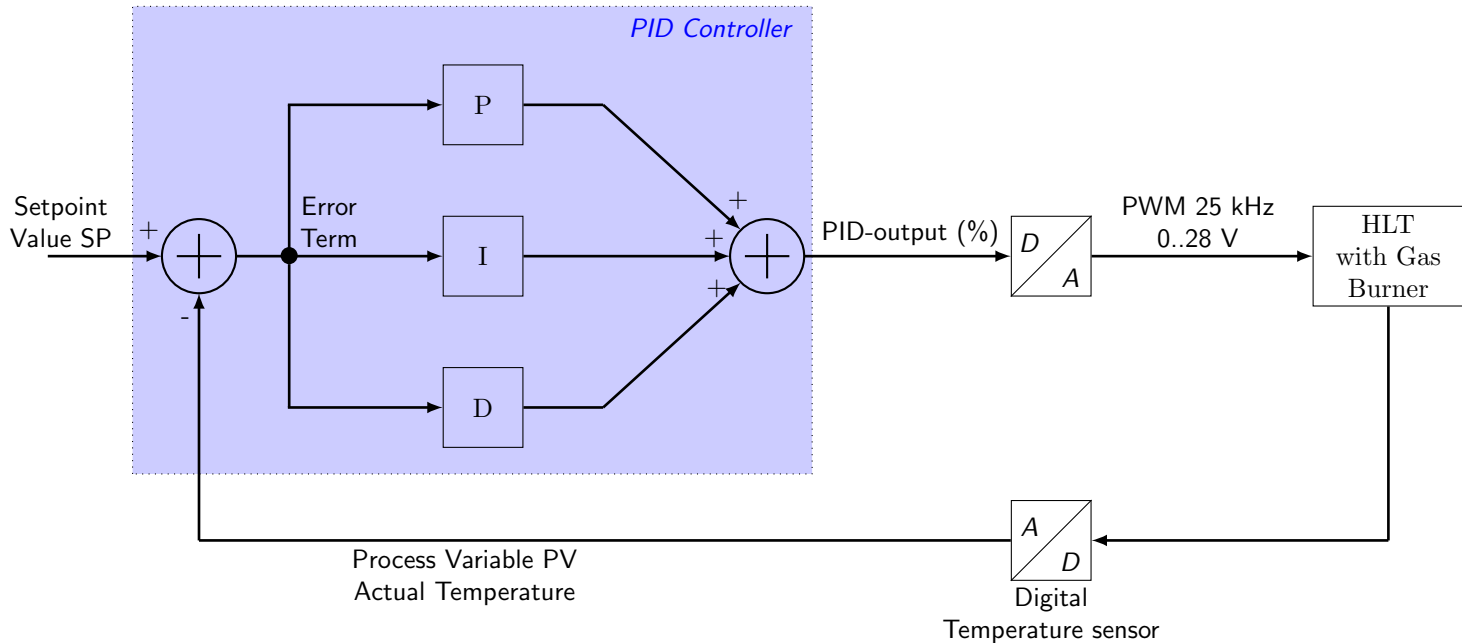 PID Controller
P
Setpoint
Value SP
+
-
Error
Term
I
D
+
+
+
PID-output (%)
D
A
PWM 25 kHz
0..28 V
HLT
with Gas
Burner
Process Variable PV
Actual Temperature
A
D
Digital
Temperature sensor